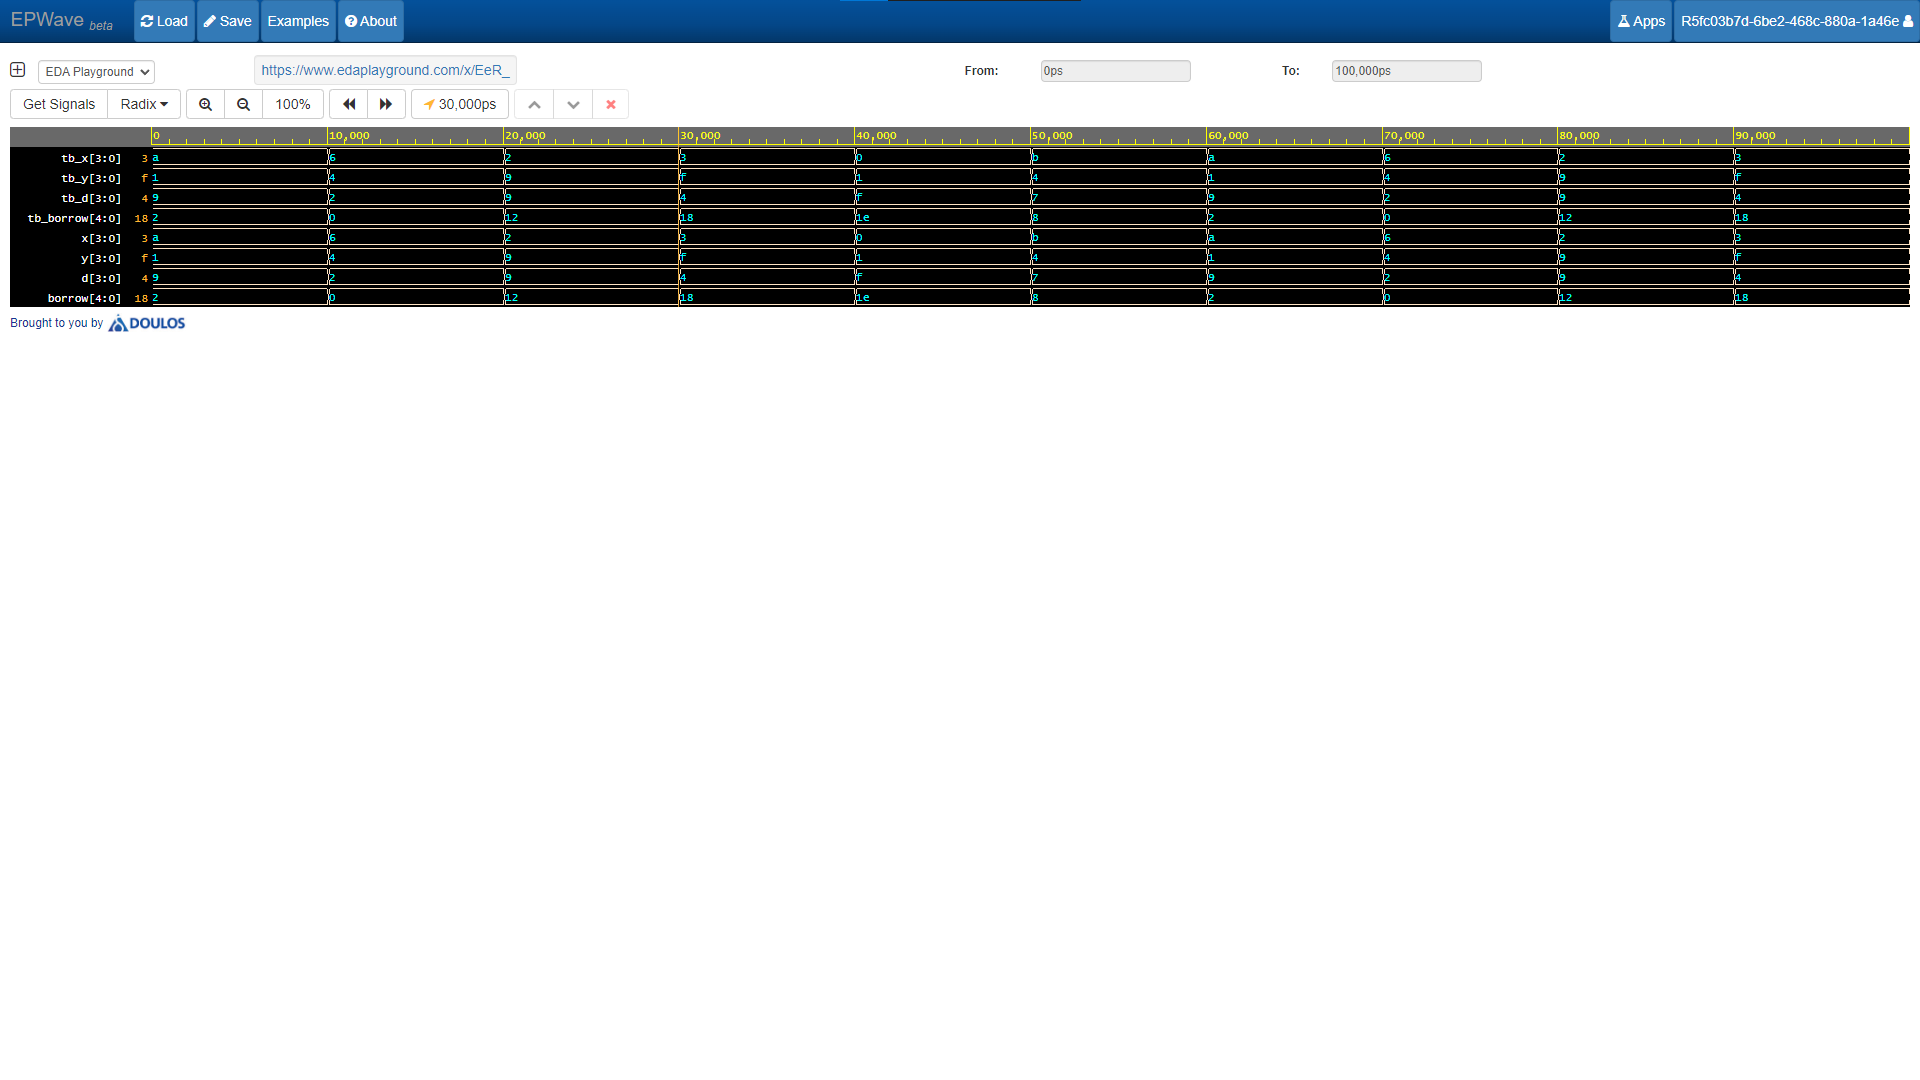 EPWave beta Load Save Examples About Apps R5fc03b7d-6be2-468c-880a-1a46e
EDA Playground https://www.edaplayground.com/x/EeR_ From: 0ps To: 100,000ps
Get Signals Radix 100% 30,000ps
0 10,000 20,000 30,000 40,000 50,000 60,000 70,000 80,000 90,000
tb_x[3:0] 3 a 6 2 3 0 b a 6 2 3
tb_y[3:0] f 1 4 9 f 1 4 1 4 9 f
tb_d[3:0] 4 9 2 9 4 f 7 9 2 9 4
tb_borrow[4:0] 18 2 0 12 18 1e 8 2 0 12 18
x[3:0] 3 a 6 2 3 0 b a 6 2 3
y[3:0] f 1 4 9 f 1 4 1 4 9 f
d[3:0] 4 9 2 9 4 f 7 9 2 9 4
borrow[4:0] 18 2 0 12 18 1e 8 2 0 12 18
Brought to you by DOULOS